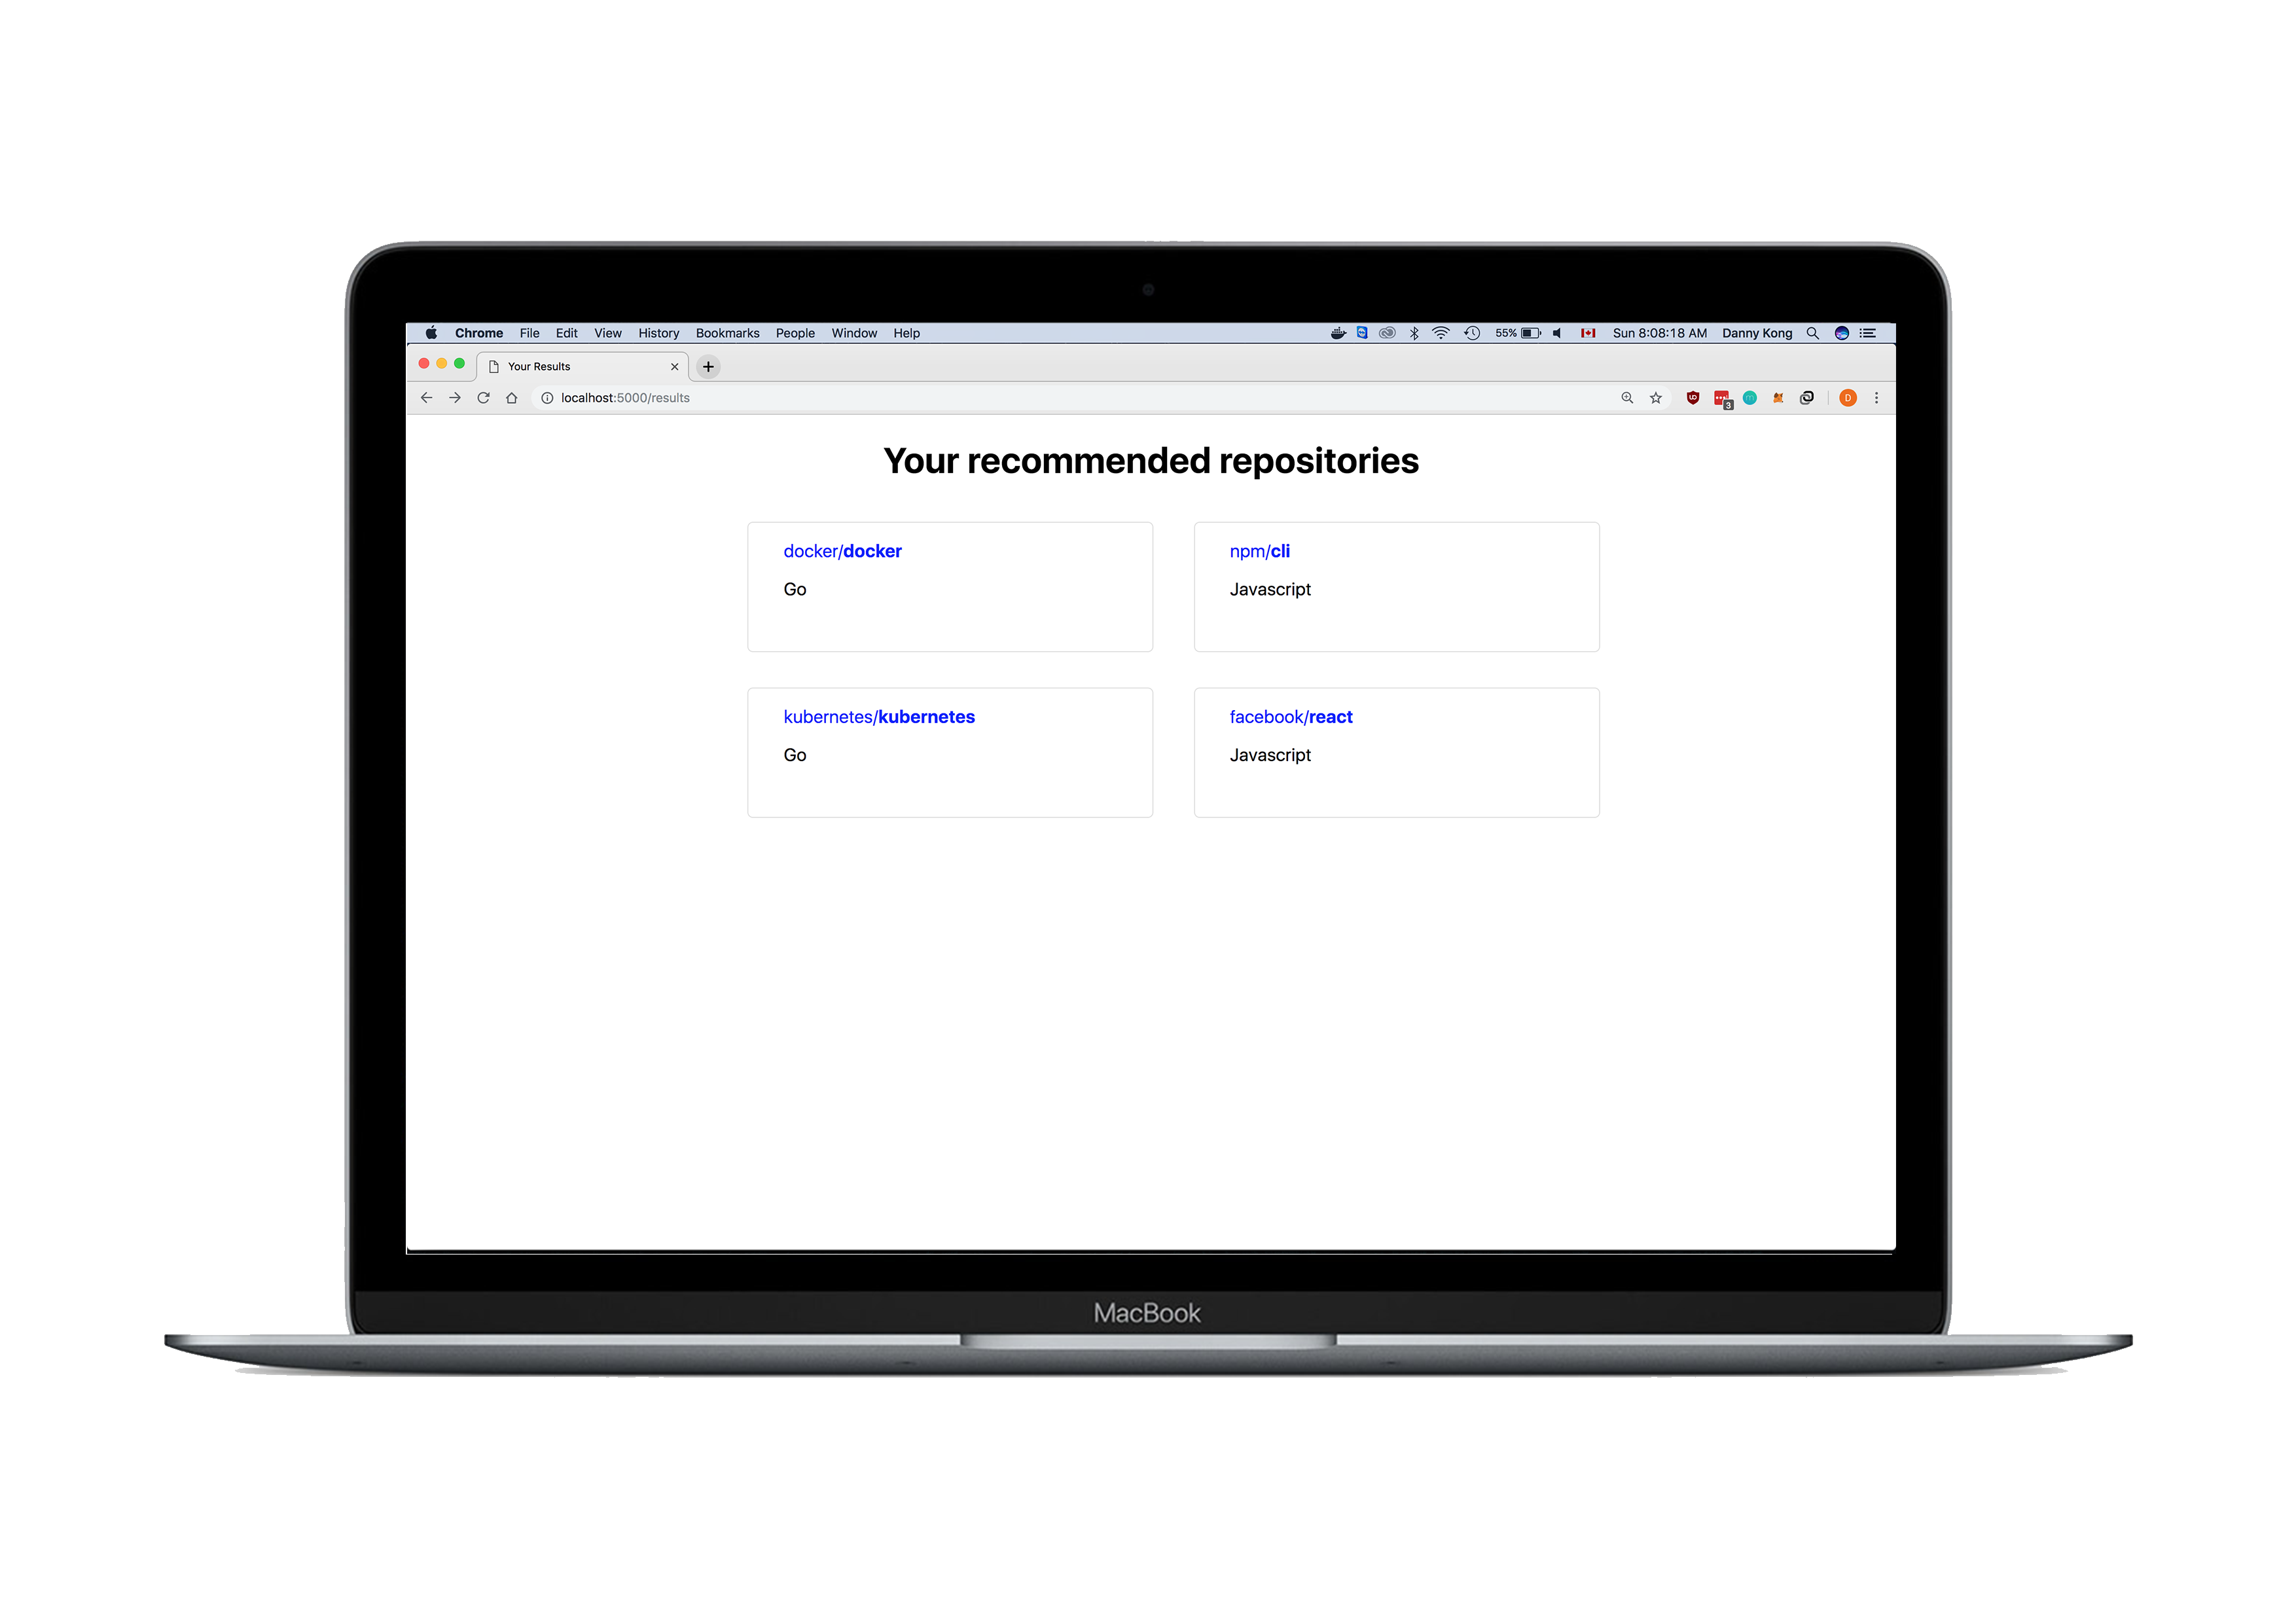 Chrome File Edit View History Bookmarks People Window Help 55% Sun 8:08:18 AM Danny Kong
Your Results
localhost:5000/results
3
D
Your recommended repositories
docker/docker
Go
npm/cli
Javascript
kubernetes/kubernetes
Go
facebook/react
Javascript
MacBook